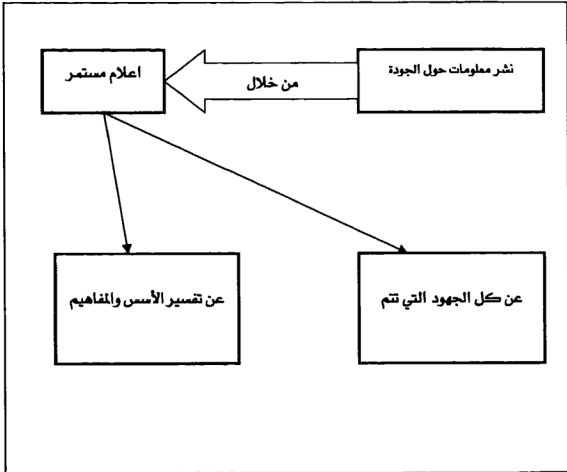 نشر معلومات حول الجودة
من خلال
اعلام مستمر
عن كل الجهود التي تتم
عن تفسير الأسس والمفاهيم